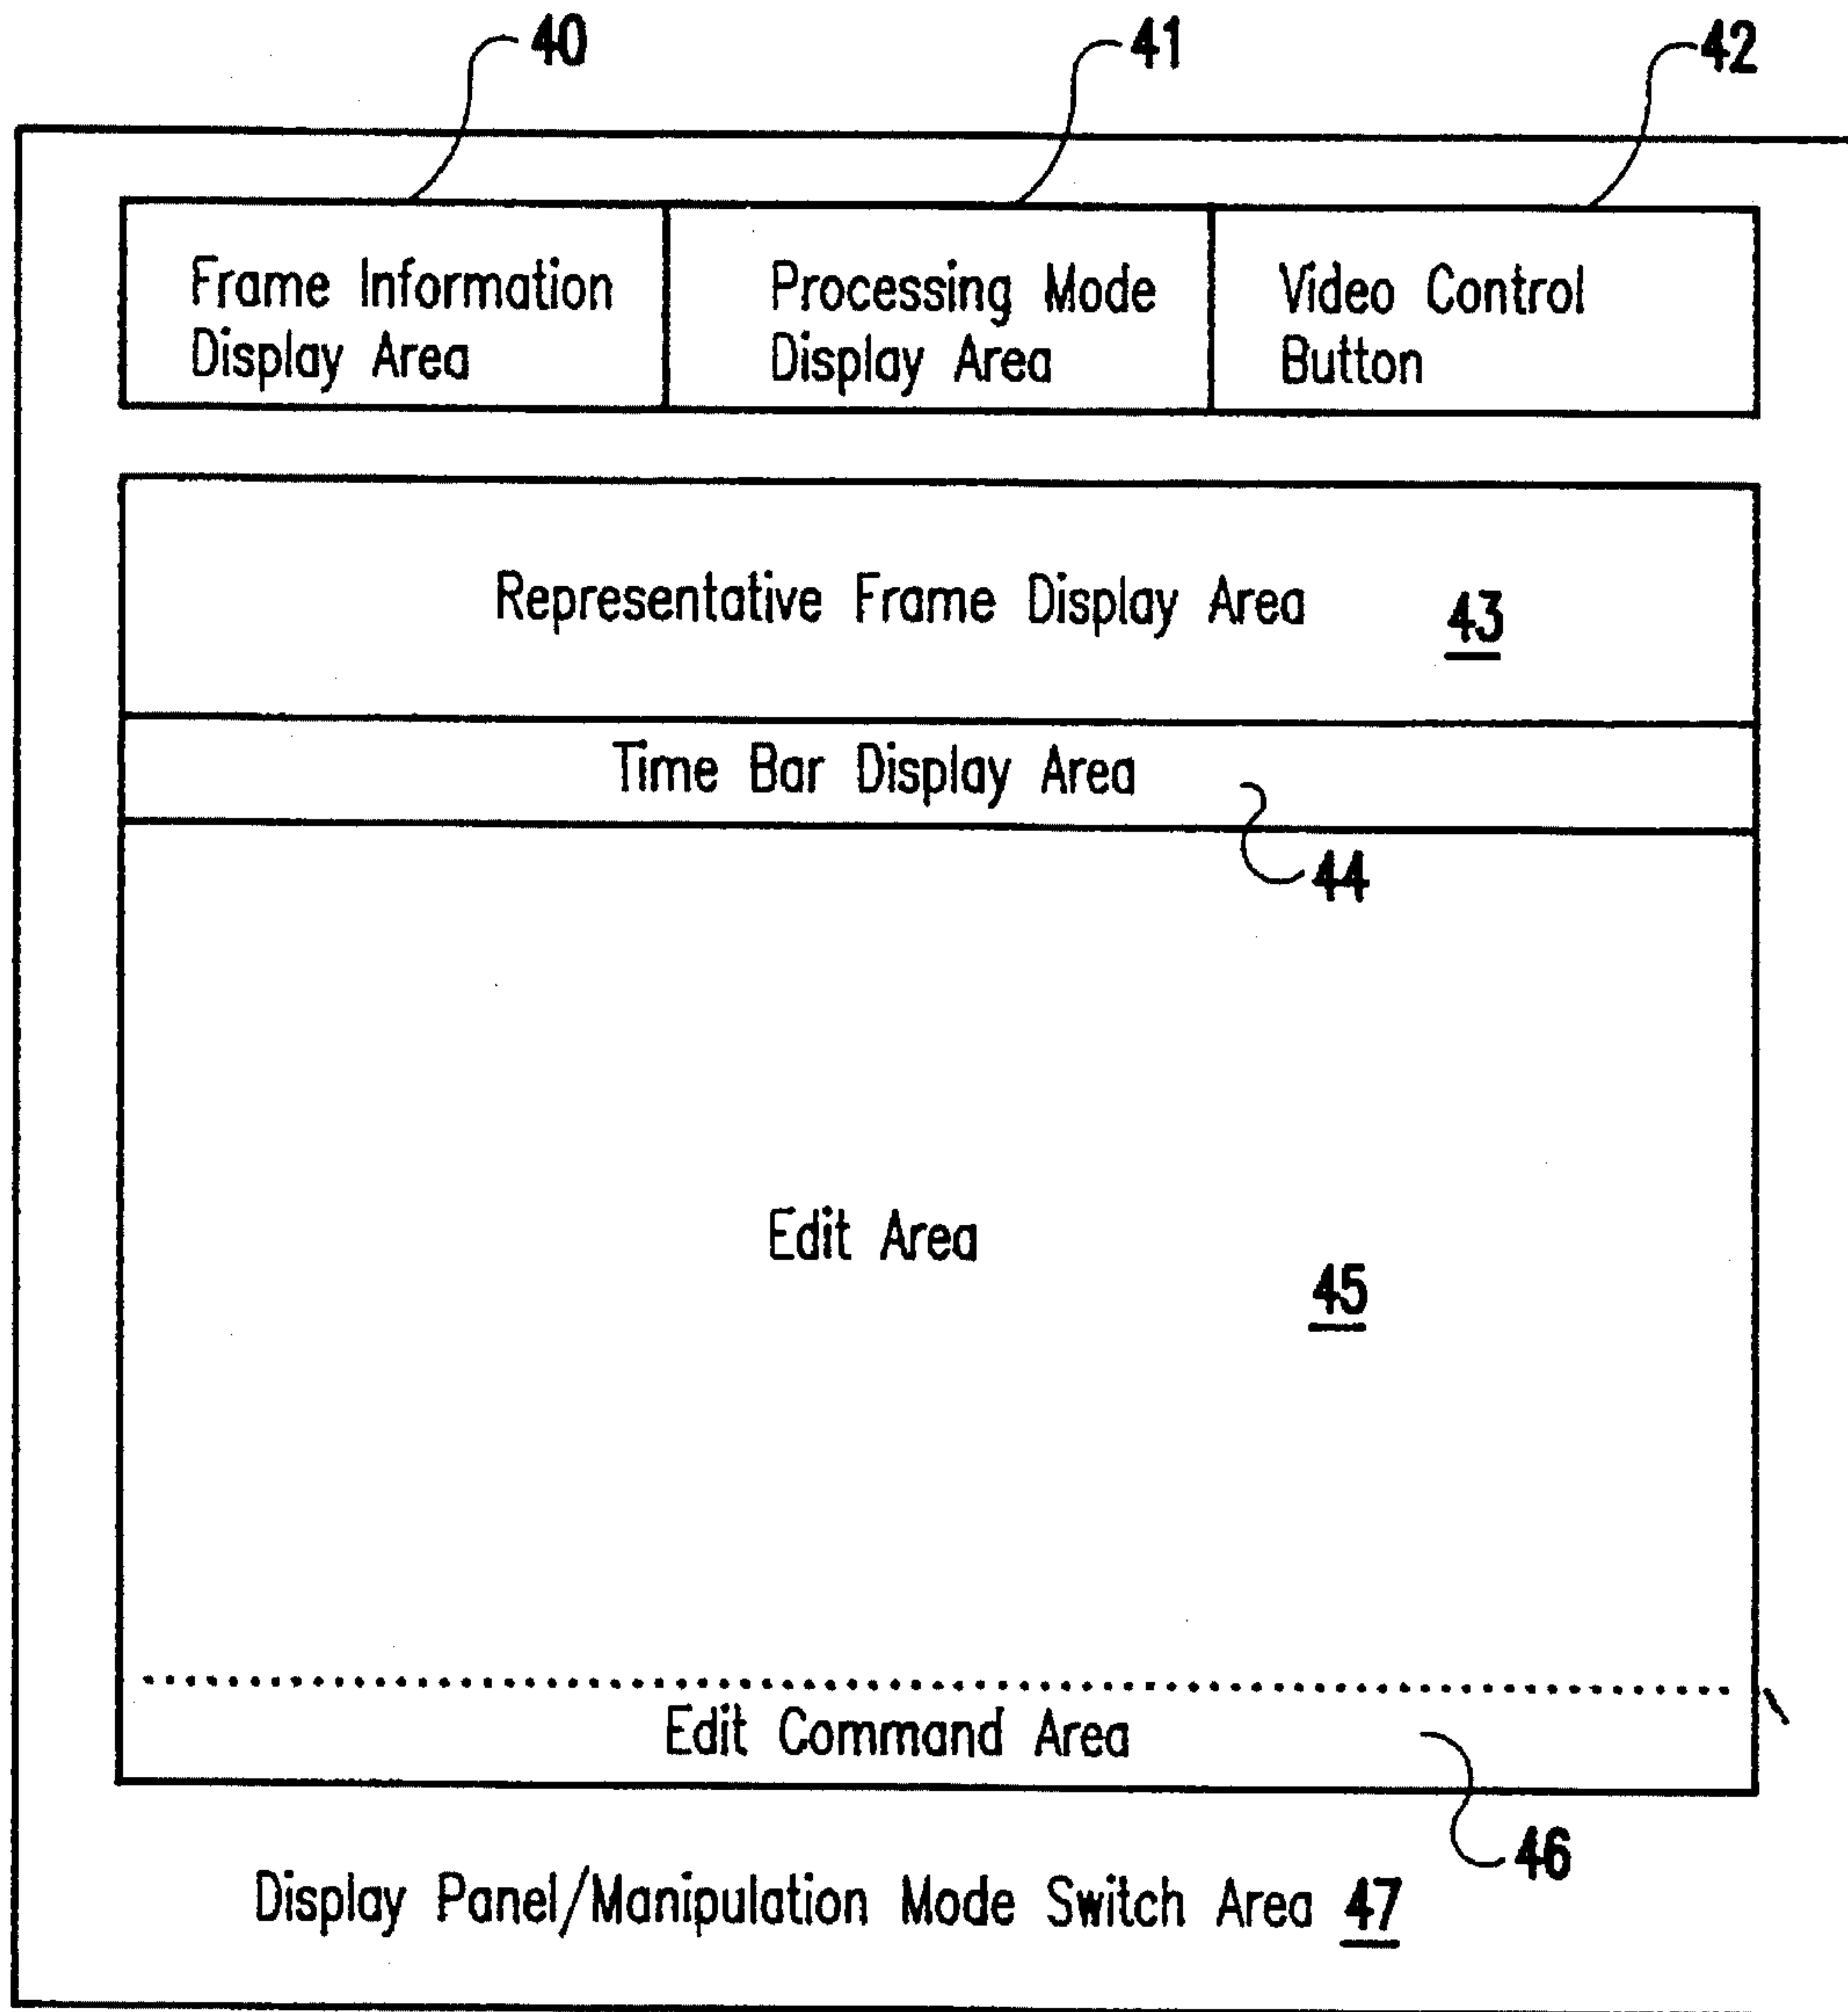 40
41
42
Frame Information
Display Area
Processing Mode
Display Area
Video Control
Button
Representative Frame Display Area 43
Time Bar Display Area
44
Edit Area
45
Edit Command Area
46
Display Panel/Manipulation Mode Switch Area 47